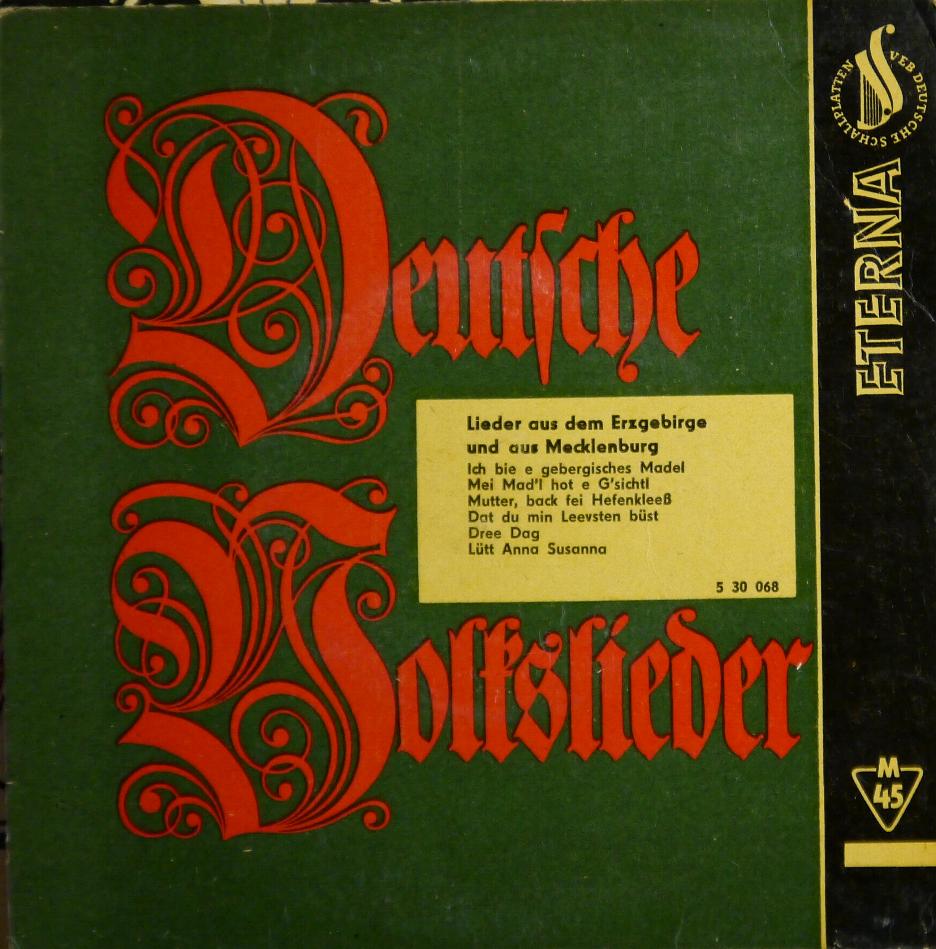 Deutsche
Lieder aus dem Erzgebirge
und aus Mecklenburg
Ich bie e gebergisches Madel
Mei Mad'l hot e G'sichtl
Mutter, back fei Hefenkleeß
Dat du min Leevsten büst
Dree Dag
Lütt Anna Susanna
5 30 068
Volkslieder
VEB DEUTSCHE SCHALLPLATTEN
ETERNA
M
45